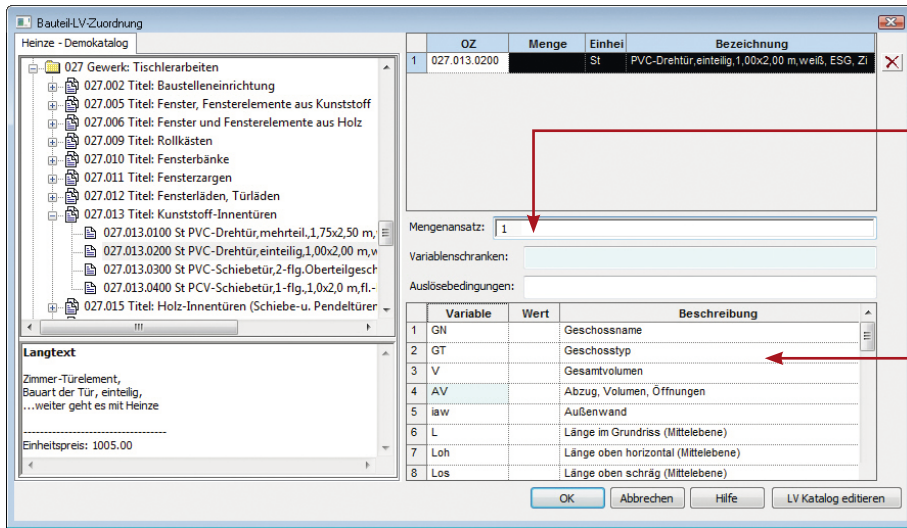 Bauteil-LV-Zuordnung
Heinze - Demokatalog
027 Gewerk: Tischlerarbeiten
027.002 Titel: Baustelleneinrichtung
027.005 Titel: Fenster, Fensterelemente aus Kunststoff
027.006 Titel: Fenster und Fensterelemente aus Holz
027.009 Titel: Rollkästen
027.010 Titel: Fensterbänke
027.011 Titel: Fensterzargen
027.012 Titel: Fensterläden, Türläden
027.013 Titel: Kunststoff-Innentüren
027.013.0100 St PVC-Drehtür,mehrteil.,1,75x2,50 m,
027.013.0200 St PVC-Drehtür,einteilig,1,00x2,00 m,w
027.013.0300 St PVC-Schiebetür,2-flg.Oberteilgesch
027.013.0400 St PCV-Schiebetür,1-flg.,1,0x2,0 m,fl.-
027.015 Titel: Holz-Innentüren (Schiebe-u. Pendeltüren
Langtext
Zimmer-Türelement,
Bauart der Tür, einteilig,
...weiter geht es mit Heinze
-----------------------------------
Einheitspreis: 1005.00
OZ Menge Einhei Bezeichnung
1 027.013.0200 St PVC-Drehtür,einteilig,1,00x2,00 m,weiß, ESG, Zi
Mengenansatz: 1
Variablenschranken:
Auslösebedingungen:
Variable Wert Beschreibung
1 GN Geschossname
2 GT Geschosstyp
3 V Gesamtvolumen
4 AV Abzug, Volumen, Öffnungen
5 iaw Außenwand
6 L Länge im Grundriss (Mittelebene)
7 Loh Länge oben horizontal (Mittelebene)
8 Los Länge oben schräg (Mittelebene)
OK Abbrechen Hilfe LV Katalog editieren